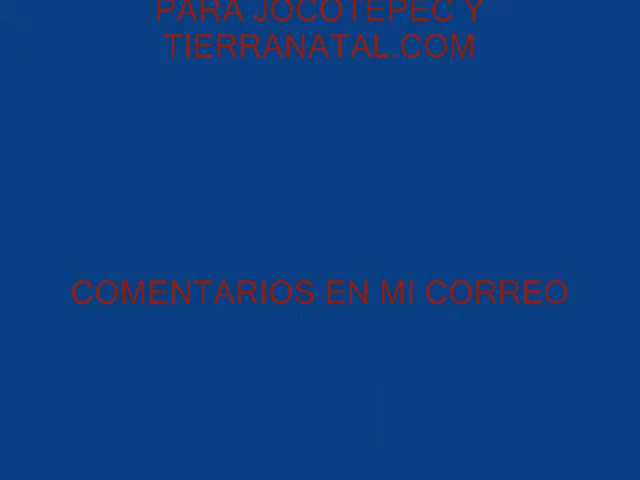 PARA JOCOTEPEC Y
TIERRANATAL.COM
COMENTARIOS EN MI CORREO